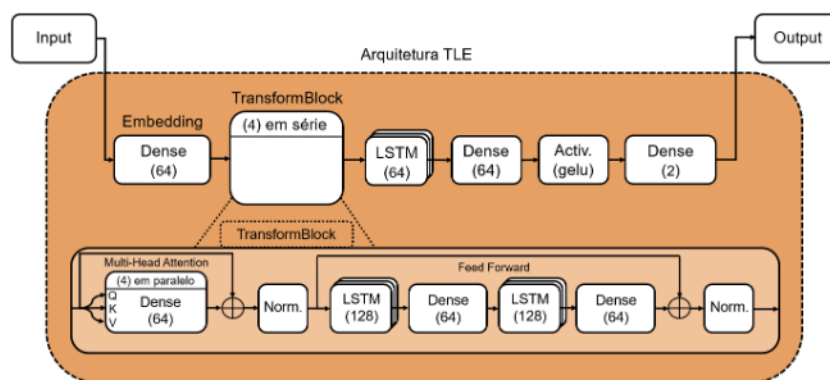 Input
Output
Arquitetura TLE
TransformBlock
Embedding
(4) em série
Dense
(64)
LSTM
(64)
Dense
(64)
Activ.
(gelu)
Dense
(2)
TransformBlock
Multi-Head Attention
Feed Forward
(4) em paralelo
Q
K
V
Dense
(64)
Norm.
LSTM
(128)
Dense
(64)
LSTM
(128)
Dense
(64)
Norm.